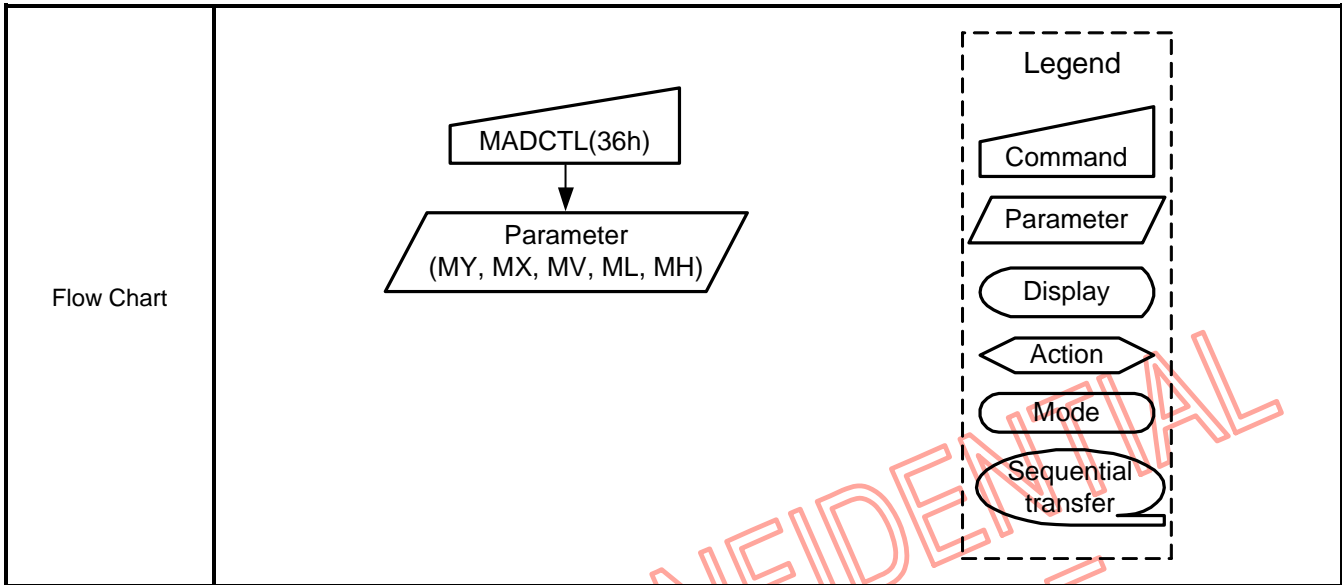 Flow Chart
MADCTL(36h)
Parameter
(MY, MX, MV, ML, MH)
Legend
Command
Parameter
Display
Action
Mode
Sequential
transfer